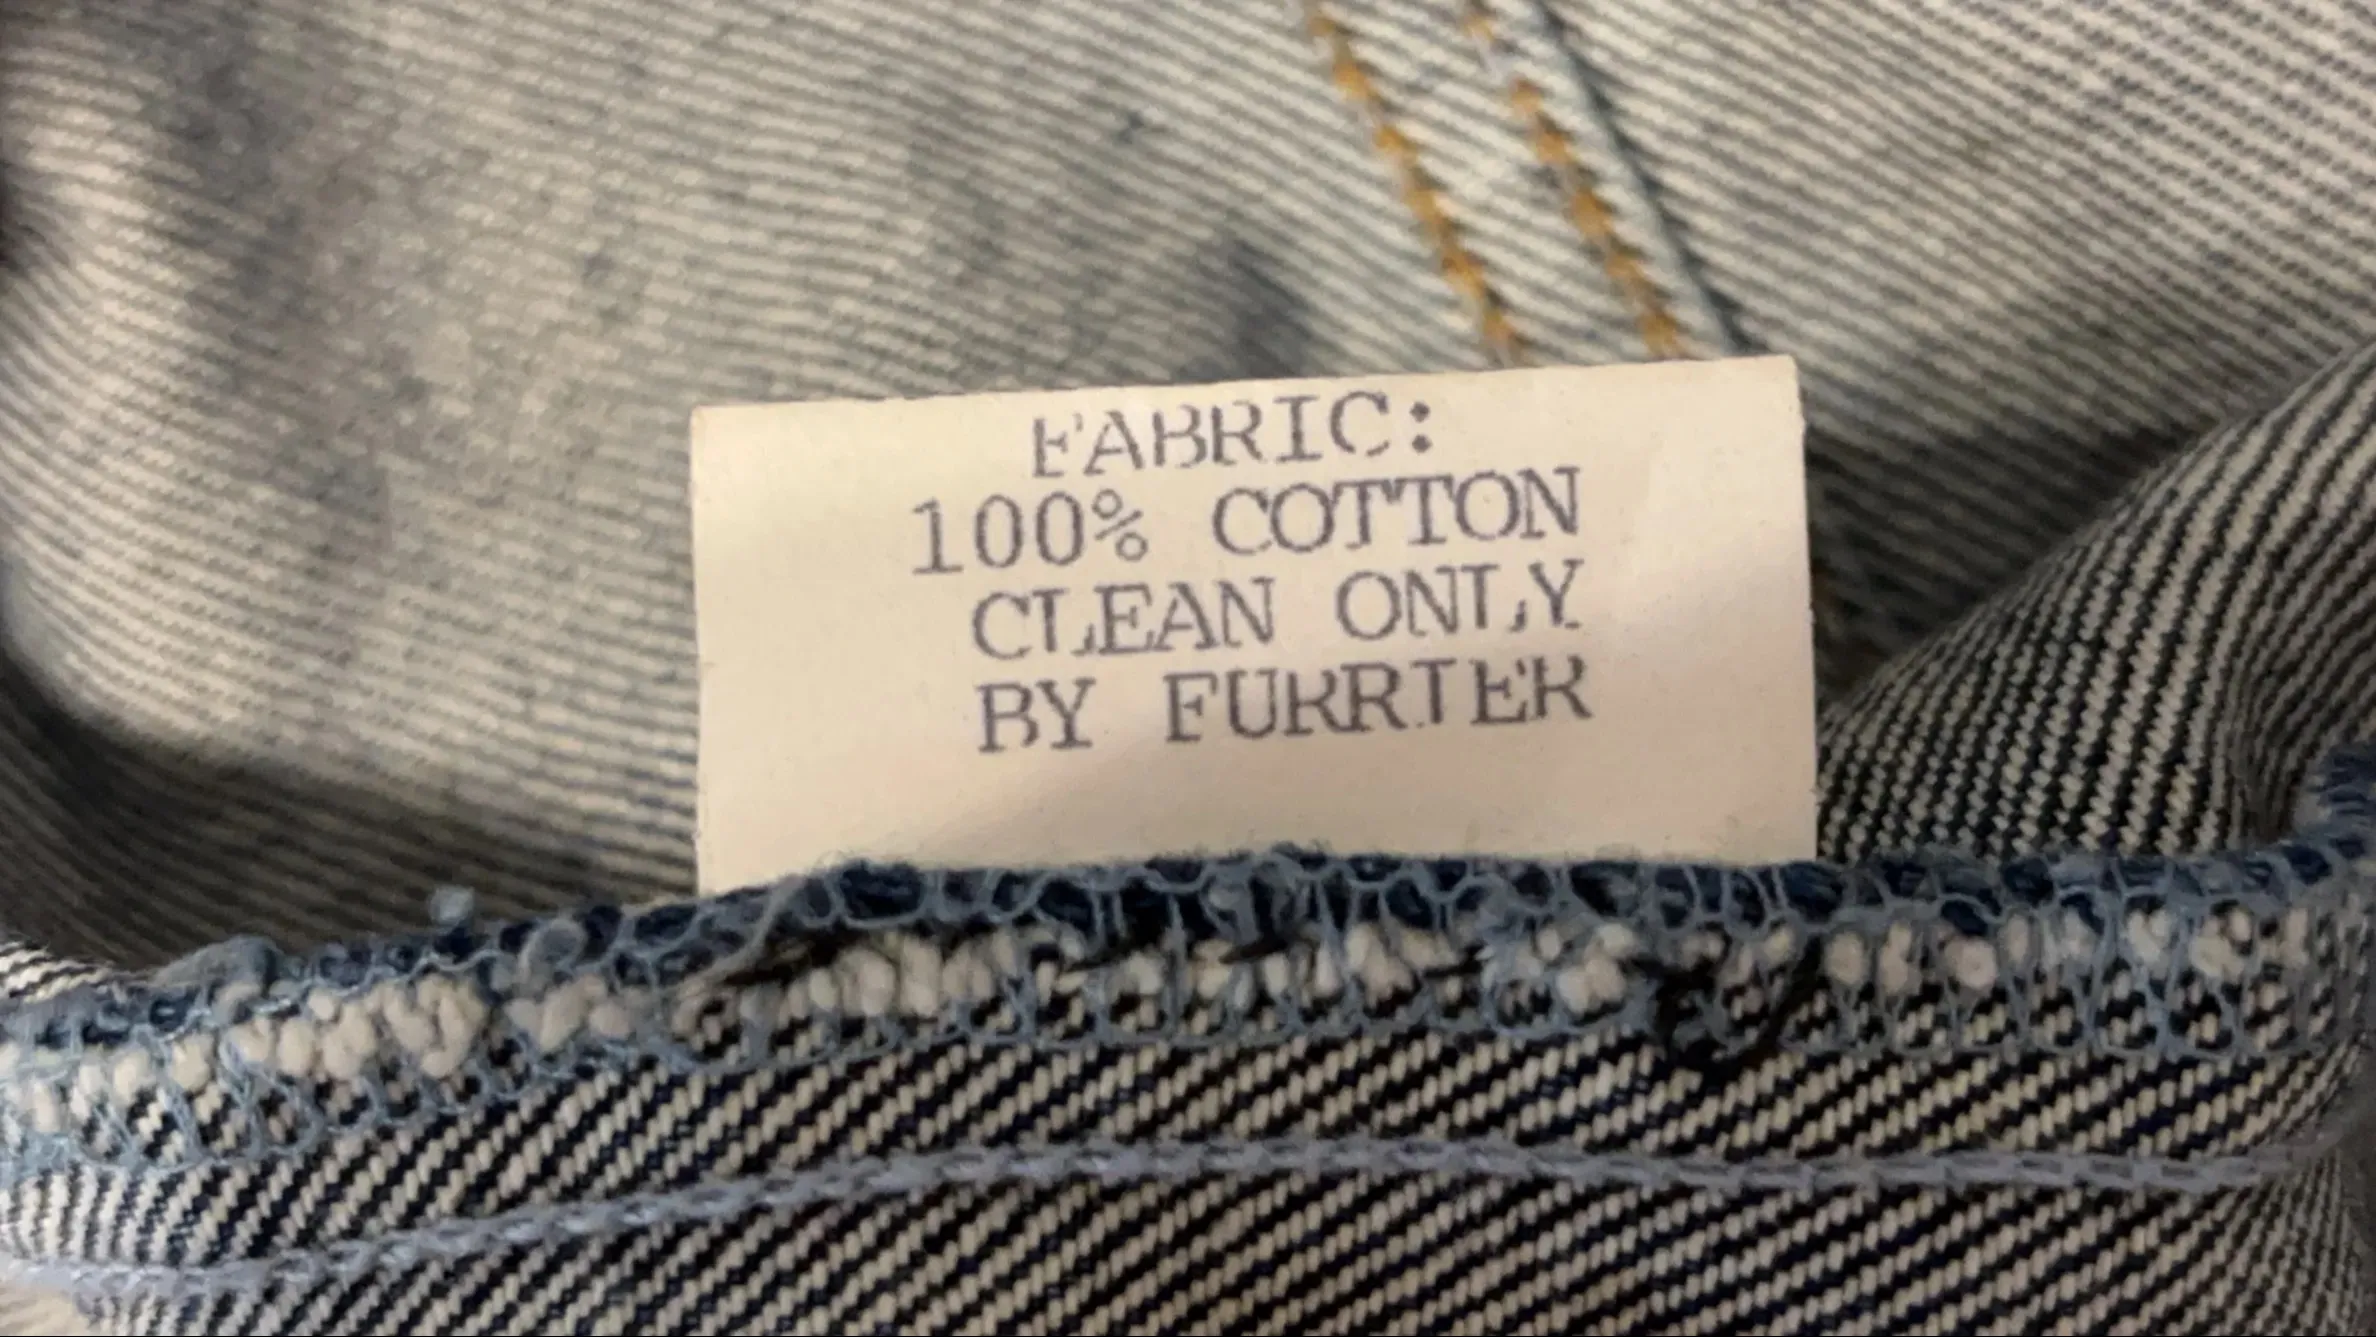 FABRIC:
100% COTTON
CLEAN ONLY
BY FURRIER